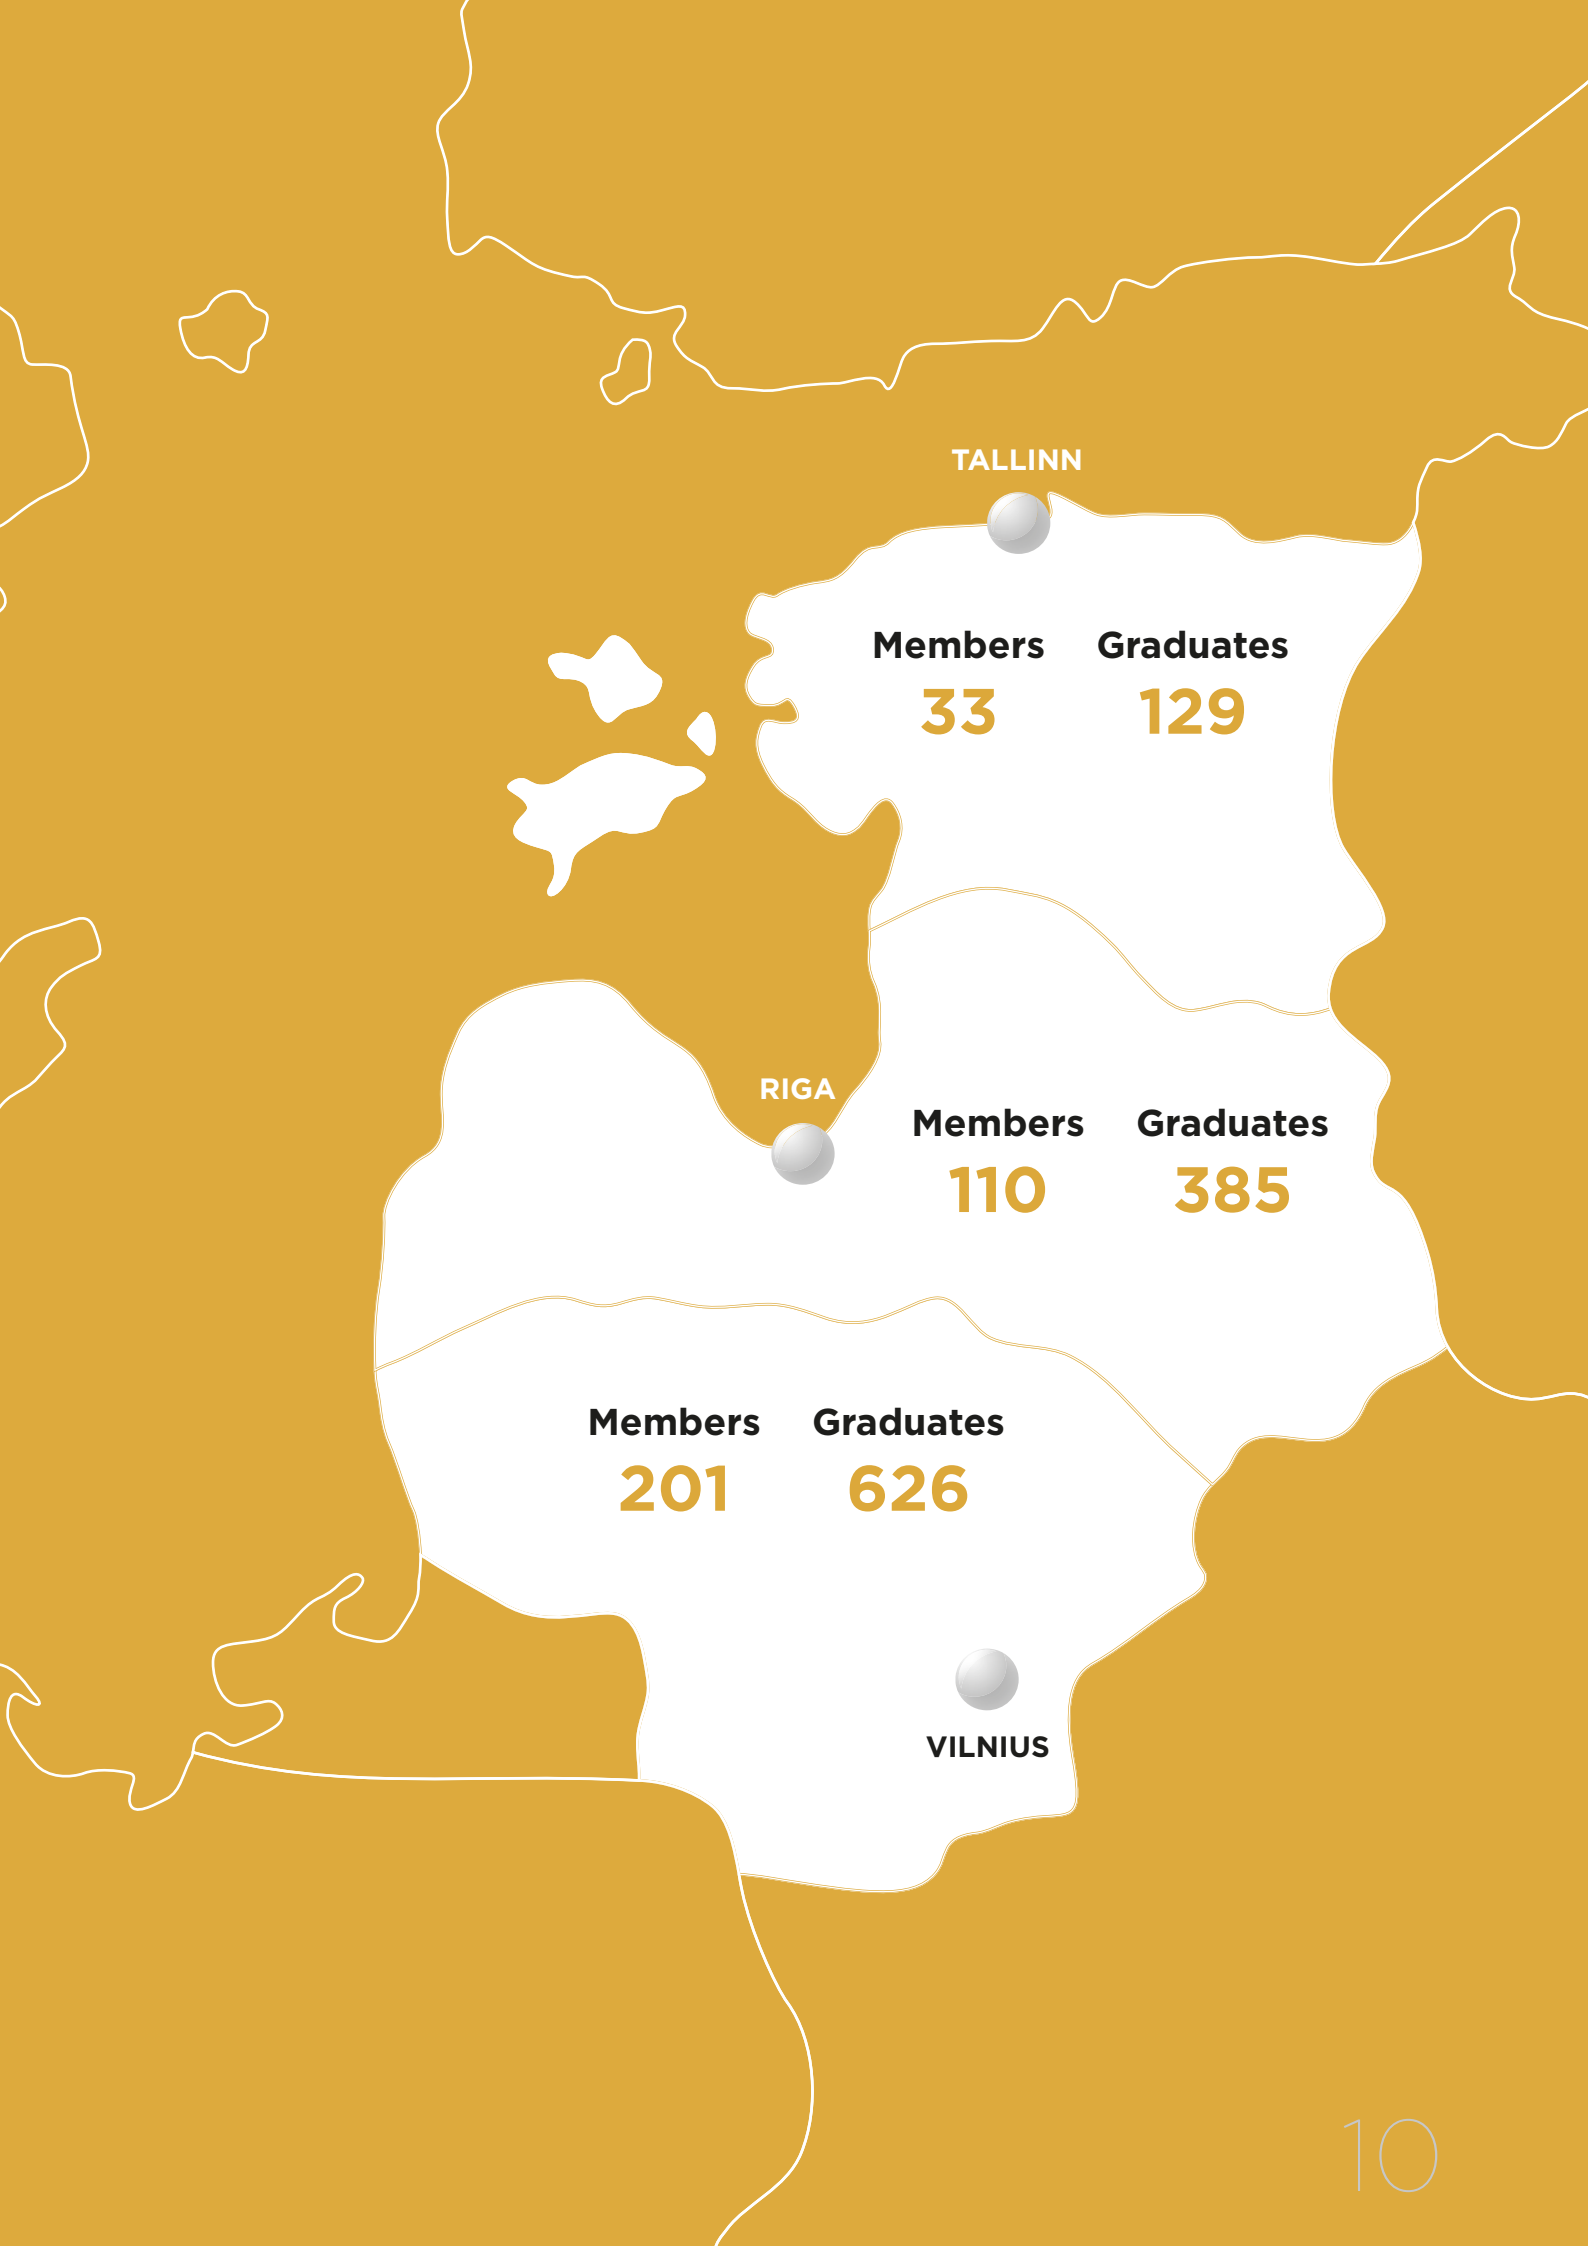 TALLINN
Members Graduates
33 129
RIGA
Members Graduates
110 385
Members Graduates
201 626
VILNIUS
10